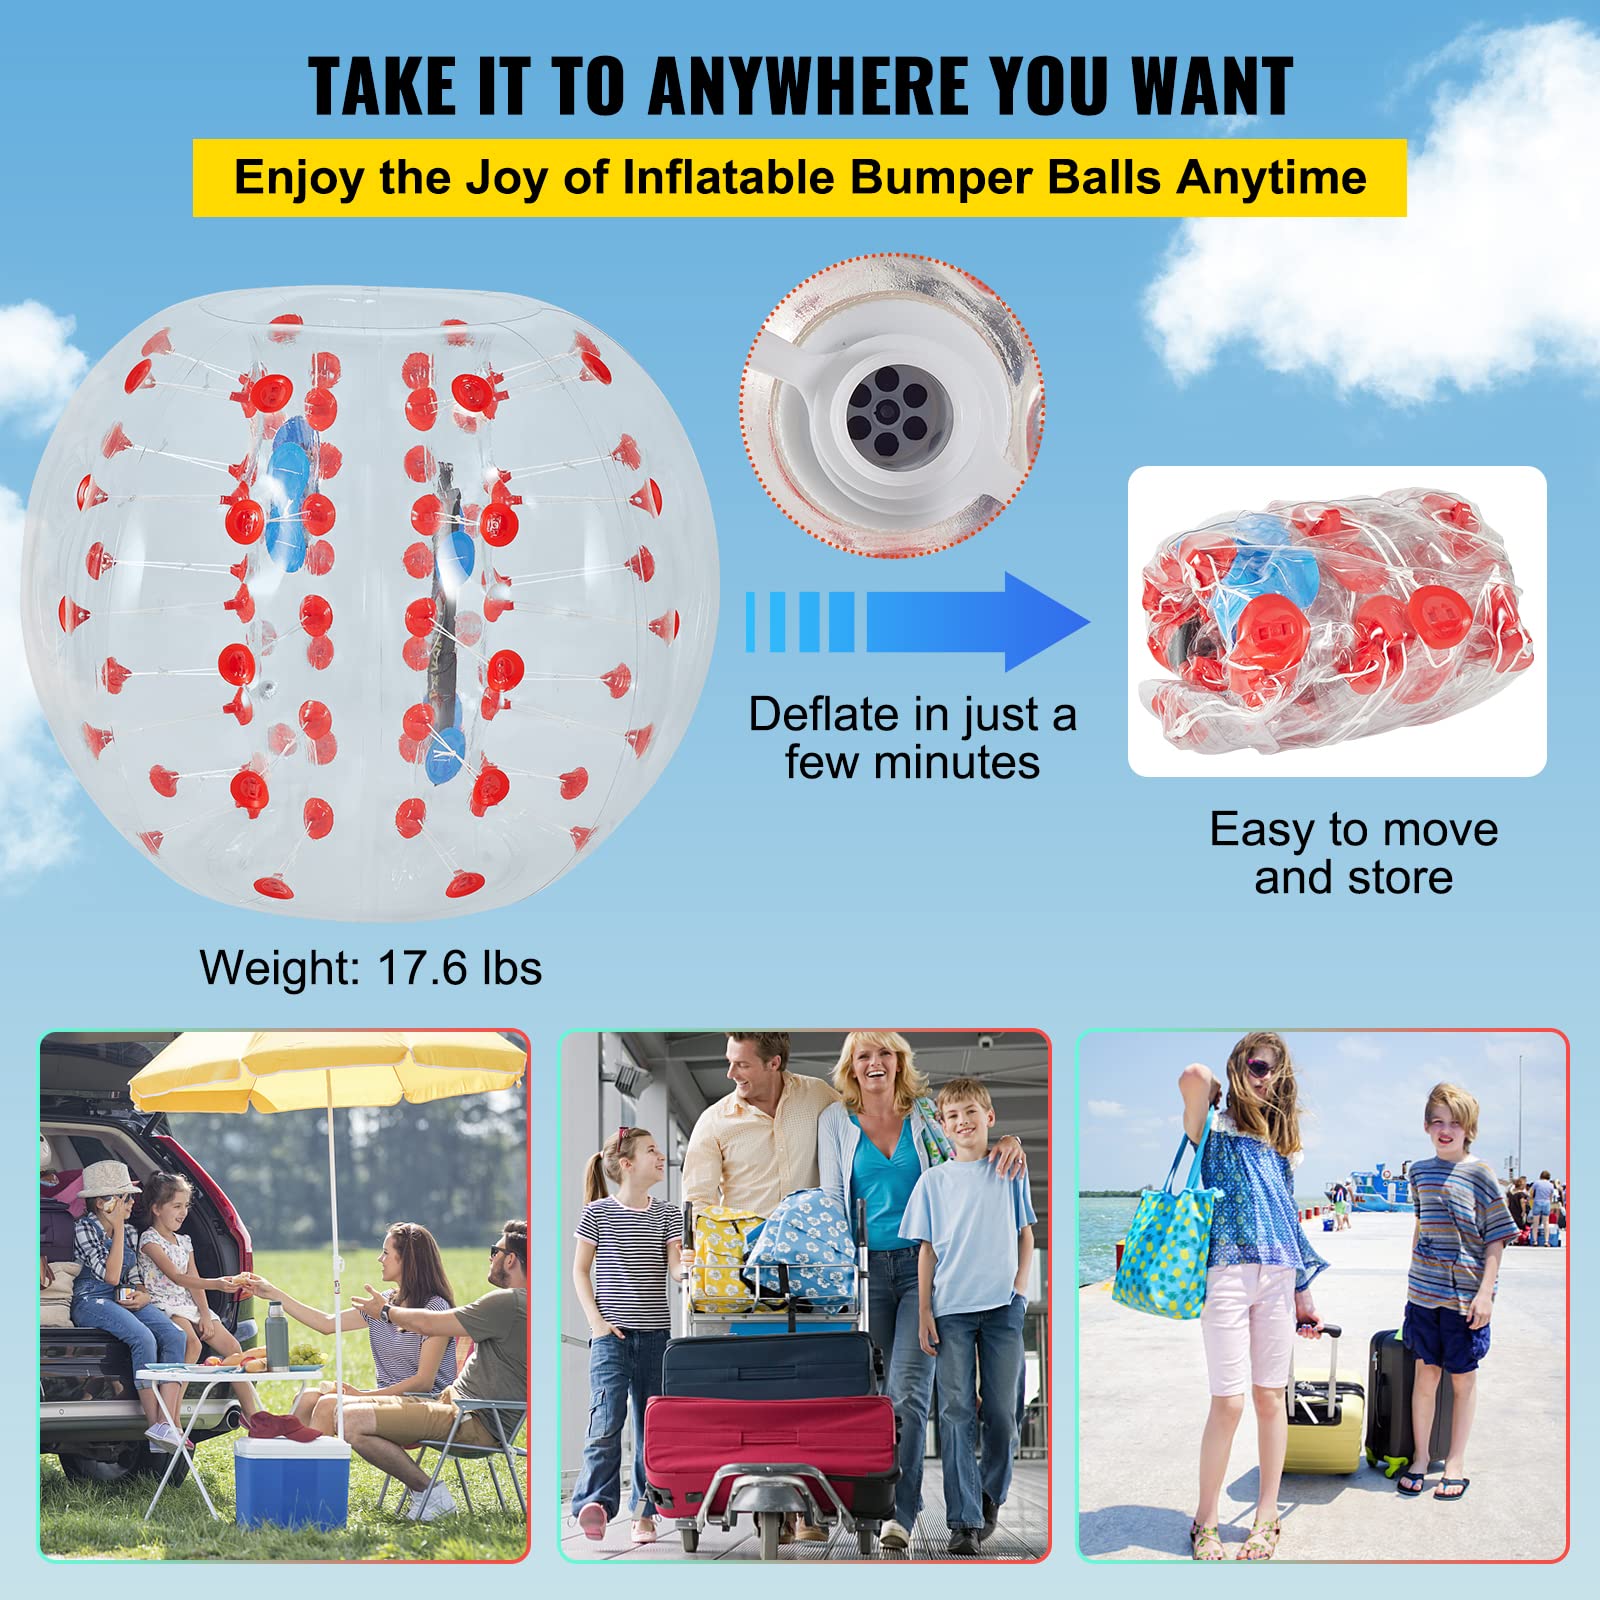 TAKE IT TO ANYWHERE YOU WANT
Enjoy the Joy of Inflatable Bumper Balls Anytime
Deflate in just a
few minutes
Easy to move
and store
Weight: 17.6 lbs